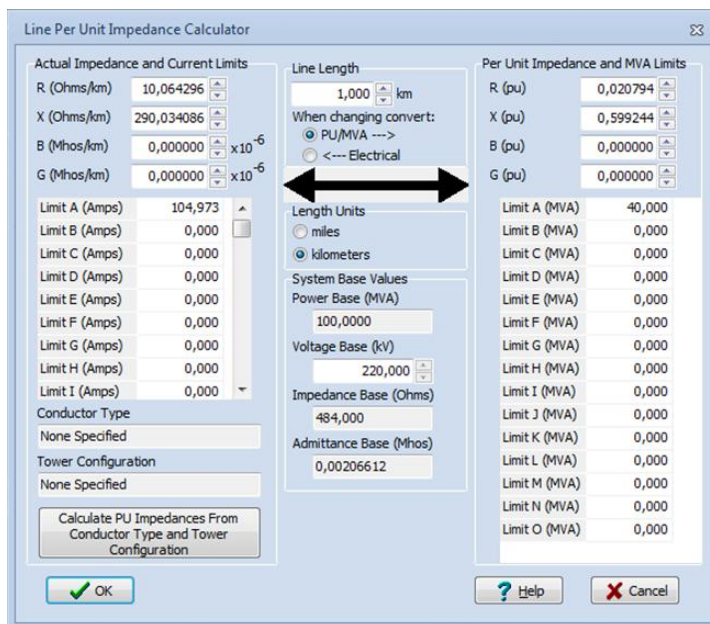 Line Per Unit Impedance Calculator
Actual Impedance and Current Limits
R (Ohms/km) 10,064296
X (Ohms/km) 290,034086
B (Mhos/km) 0,000000 x10-6
G (Mhos/km) 0,000000 x10-6
Limit A (Amps) 104,973
Limit B (Amps) 0,000
Limit C (Amps) 0,000
Limit D (Amps) 0,000
Limit E (Amps) 0,000
Limit F (Amps) 0,000
Limit G (Amps) 0,000
Limit H (Amps) 0,000
Limit I (Amps) 0,000
Conductor Type
None Specified
Tower Configuration
None Specified
Calculate PU Impedances From
Conductor Type and Tower
Configuration
Line Length
1,000 km
When changing convert:
PU/MVA --->
<--- Electrical
Length Units
miles
kilometers
System Base Values
Power Base (MVA)
100,0000
Voltage Base (kV)
220,000
Impedance Base (Ohms)
484,000
Admittance Base (Mhos)
0,00206612
Per Unit Impedance and MVA Limits
R (pu) 0,020794
X (pu) 0,599244
B (pu) 0,000000
G (pu) 0,000000
Limit A (MVA) 40,000
Limit B (MVA) 0,000
Limit C (MVA) 0,000
Limit D (MVA) 0,000
Limit E (MVA) 0,000
Limit F (MVA) 0,000
Limit G (MVA) 0,000
Limit H (MVA) 0,000
Limit I (MVA) 0,000
Limit J (MVA) 0,000
Limit K (MVA) 0,000
Limit L (MVA) 0,000
Limit M (MVA) 0,000
Limit N (MVA) 0,000
Limit O (MVA) 0,000
OK
? Help
Cancel